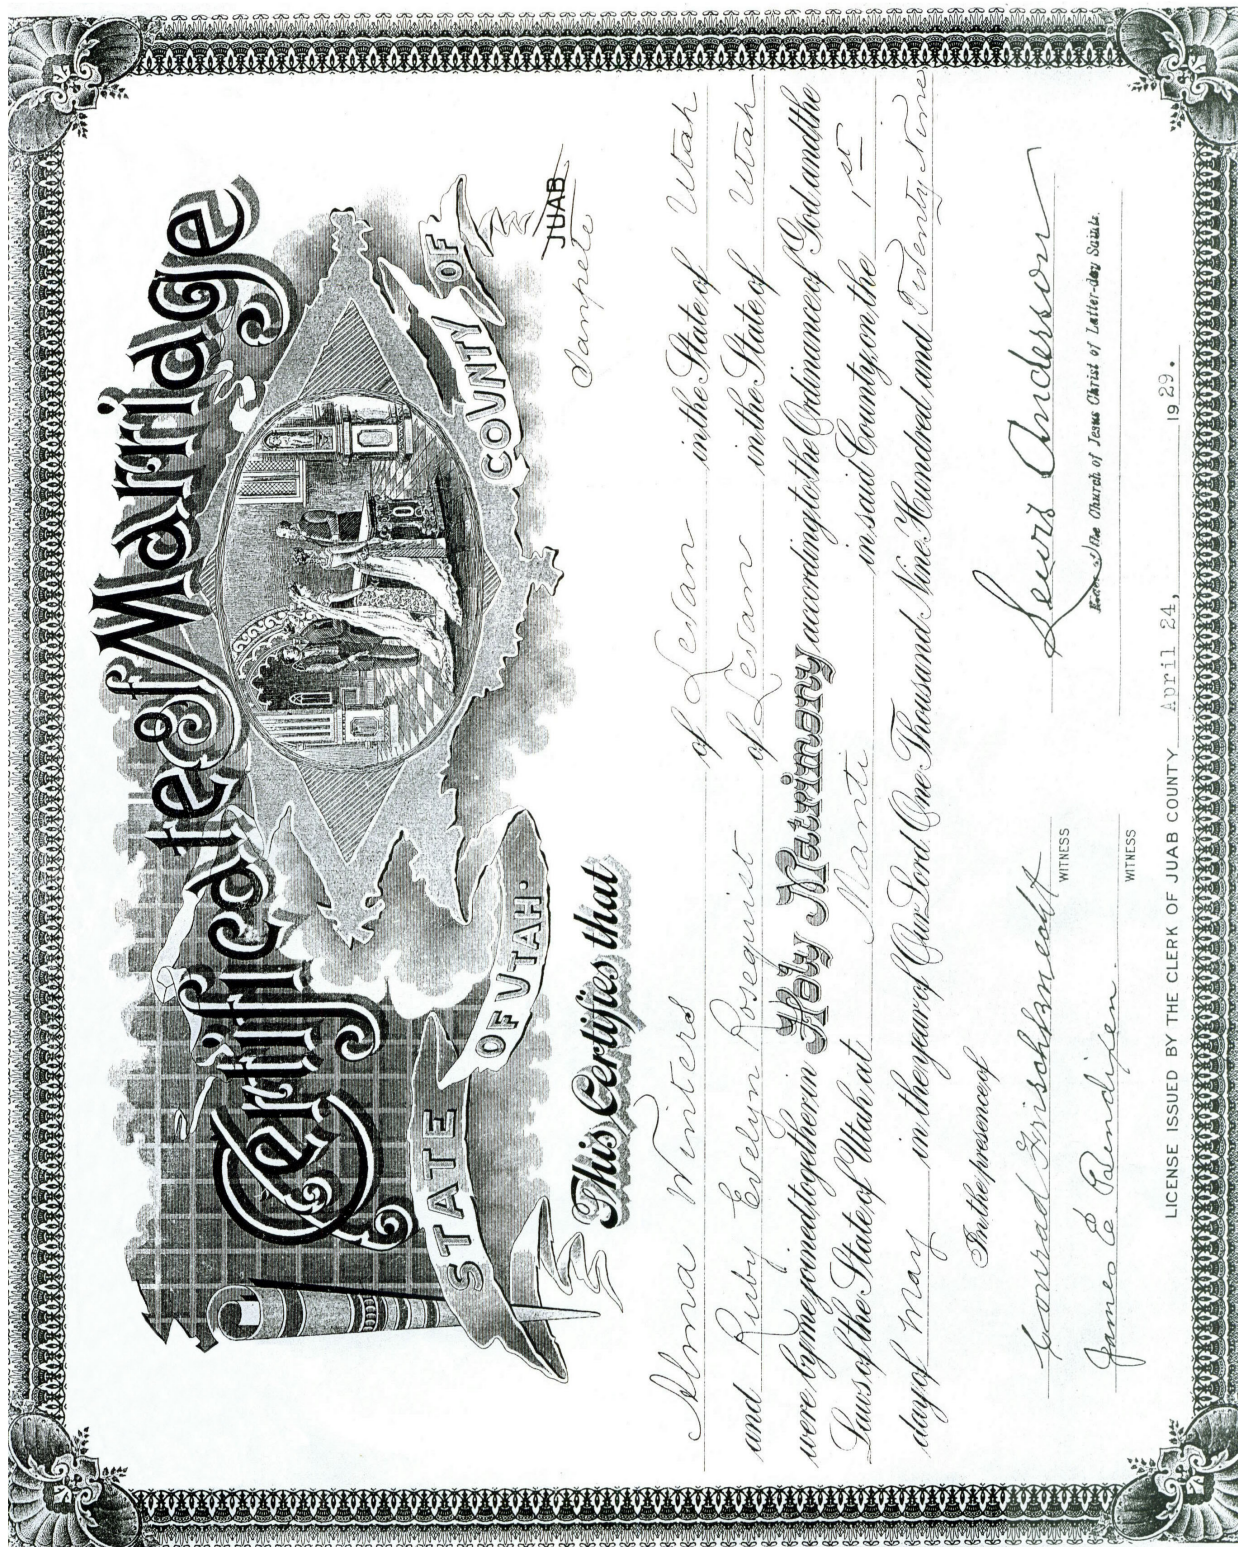 Certificate of Marriage
STATE OF UTAH. COUNTY OF JUAB
Sanpete
This Certifies that
Alma Winters of Levan in the State of Utah
and Ruby Evelyn Rosequist of Levan in the State of Utah
were by me joined together in Holy Matrimony according to the Ordinance of God and the
Laws of the State of Utah, at Manti in said County, on the 1st
day of May in the year of Our Lord One Thousand Nine Hundred and Twenty Nine
In the presence of
Conrad Frischknecht Lewis Anderson
WITNESS Elder of The Church of Jesus Christ of Latter-day Saints.
James E
WITNESS
LICENSE ISSUED BY THE CLERK OF JUAB COUNTY April 24, 1929.